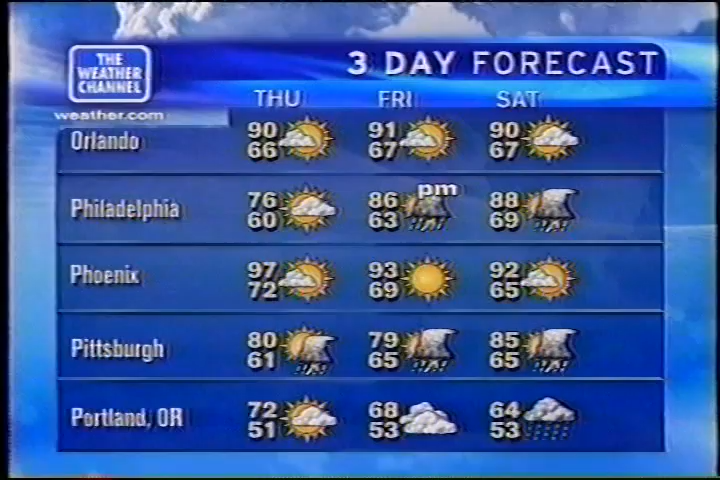 THE
WEATHER
CHANNEL
weather.com
3 DAY FORECAST
THU FRI SAT
Orlando 90 66 91 67 90 67
Philadelphia 76 60 pm 86 63 88 69
Phoenix 97 72 93 69 92 65
Pittsburgh 80 61 79 65 85 65
Portland, OR 72 51 68 53 64 53